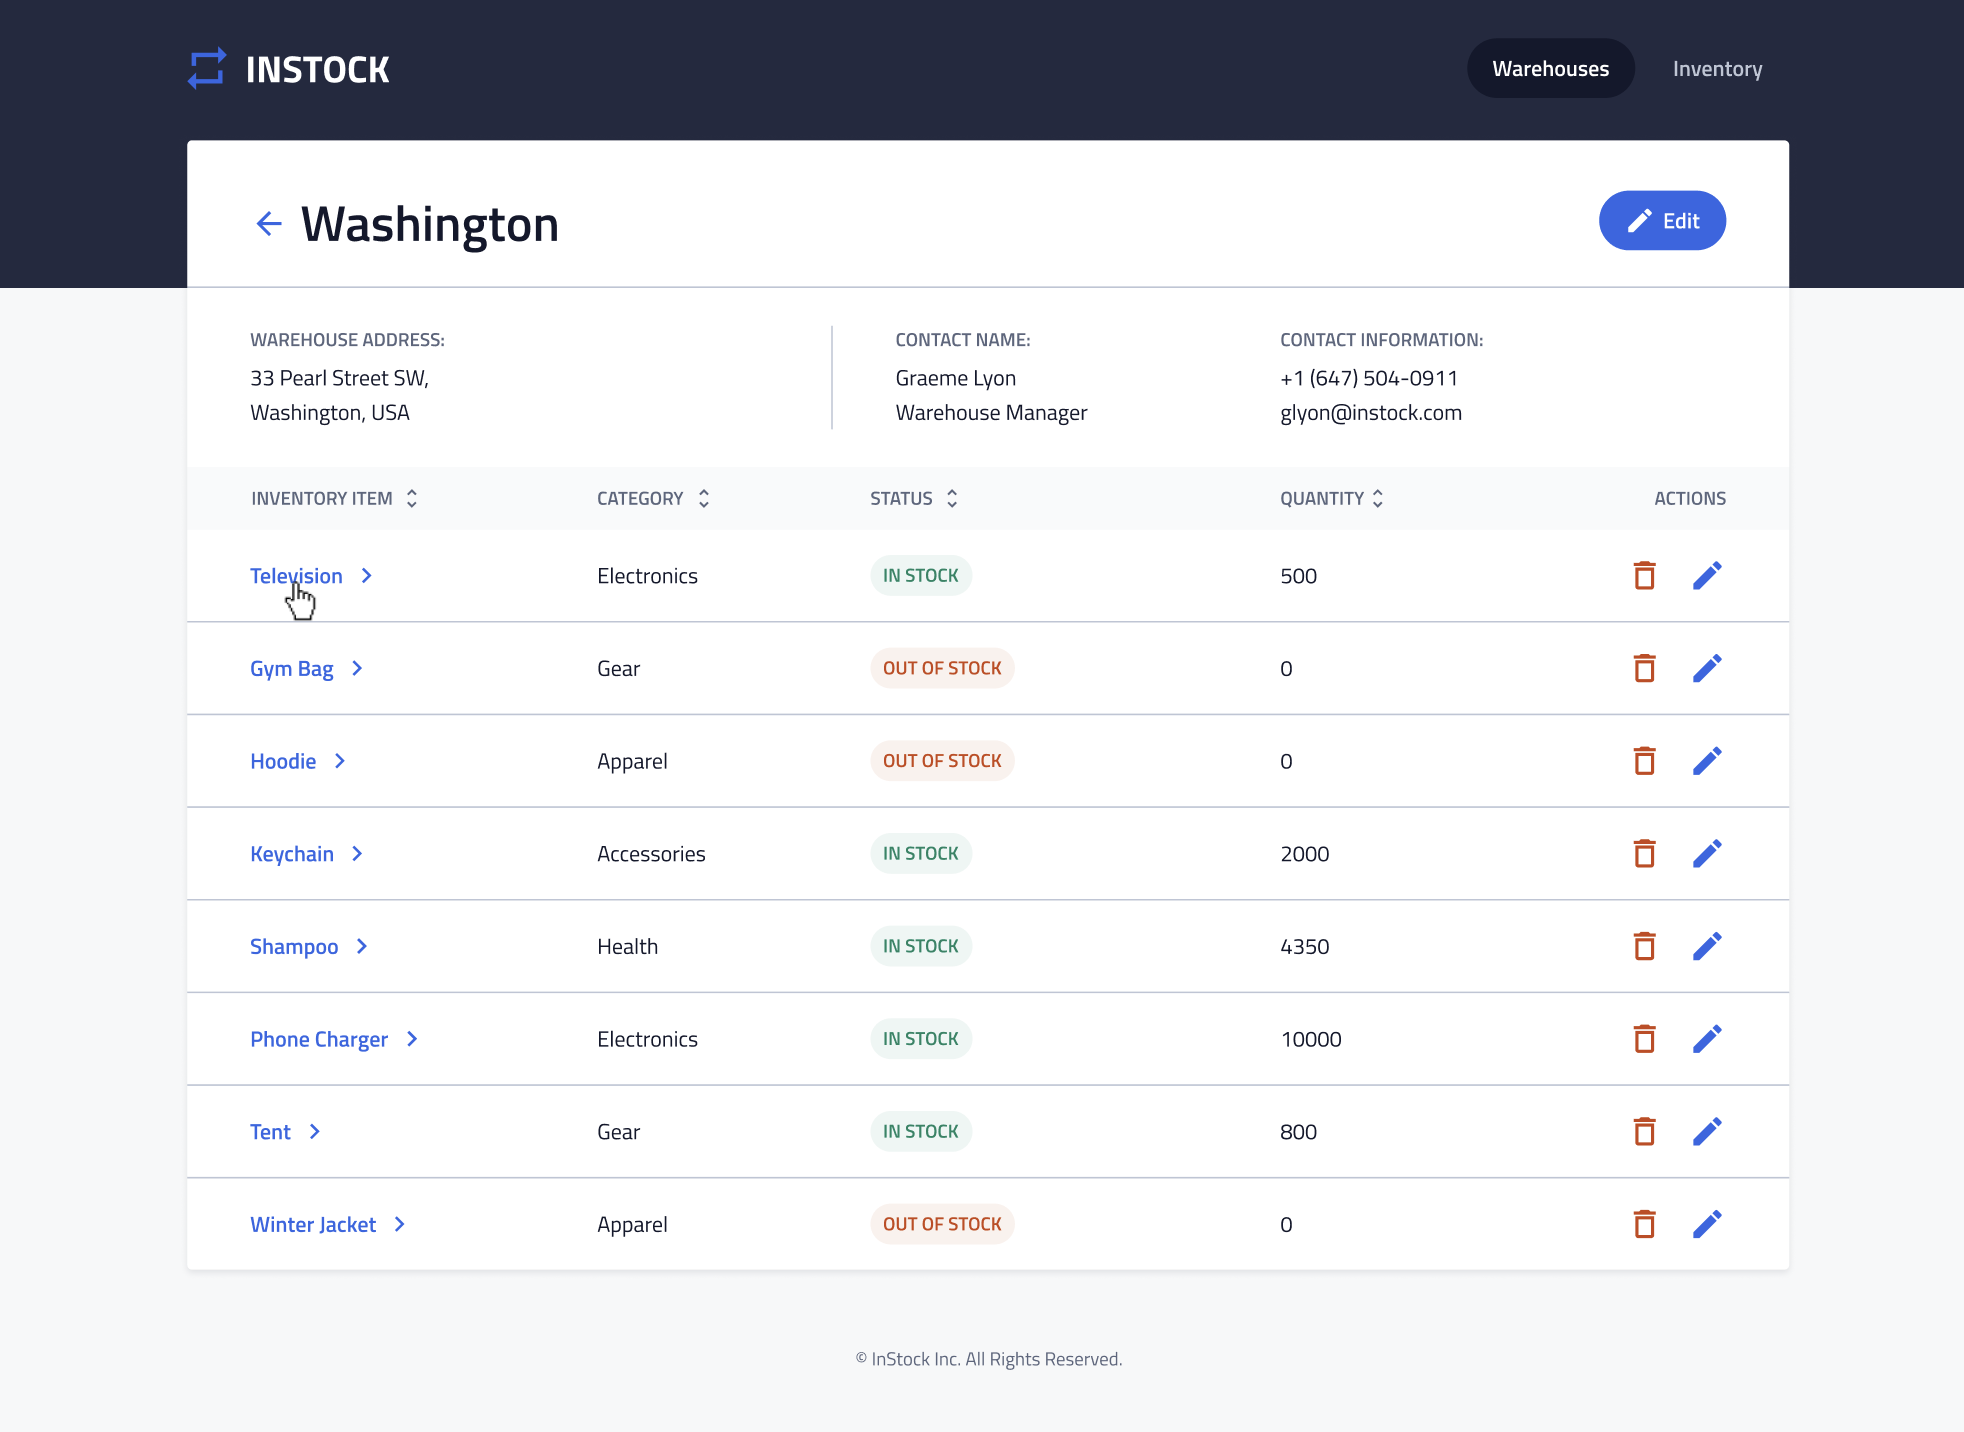 INSTOCK
Warehouses
Inventory
Washington
Edit
WAREHOUSE ADDRESS:
33 Pearl Street SW,
Washington, USA
CONTACT NAME:
Graeme Lyon
Warehouse Manager
CONTACT INFORMATION:
+1 (647) 504-0911
glyon@instock.com
INVENTORY ITEM CATEGORY STATUS QUANTITY ACTIONS
Television Electronics IN STOCK 500
Gym Bag Gear OUT OF STOCK 0
Hoodie Apparel OUT OF STOCK 0
Keychain Accessories IN STOCK 2000
Shampoo Health IN STOCK 4350
Phone Charger Electronics IN STOCK 10000
Tent Gear IN STOCK 800
Winter Jacket Apparel OUT OF STOCK 0
© InStock Inc. All Rights Reserved.